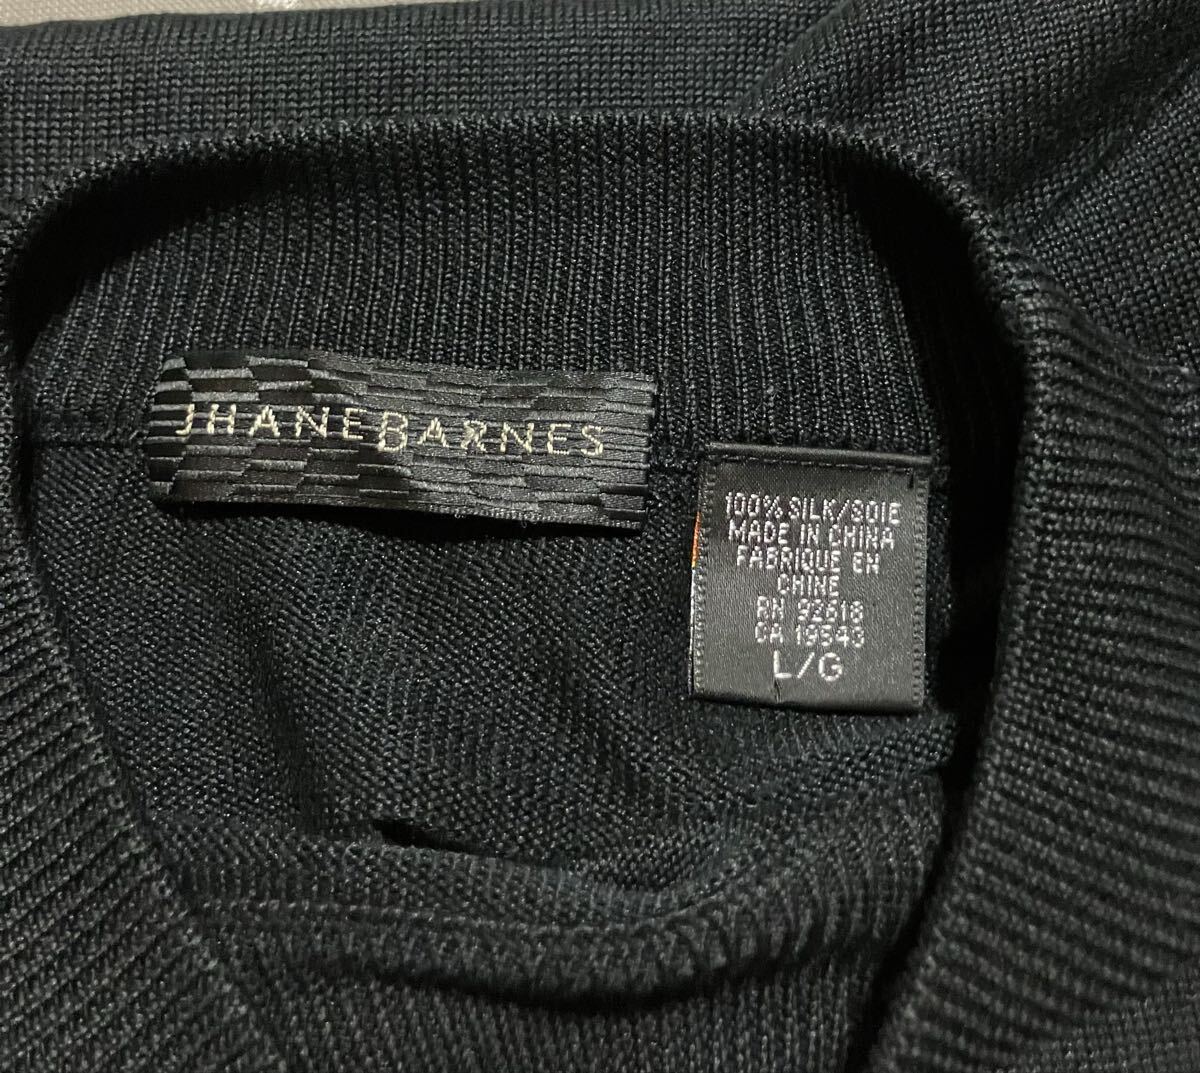 JHANE BARNES
100% SILK/SOIE
MADE IN CHINA
FABRIQUE EN
CHINE
RN 92618
CA 19543
L/G